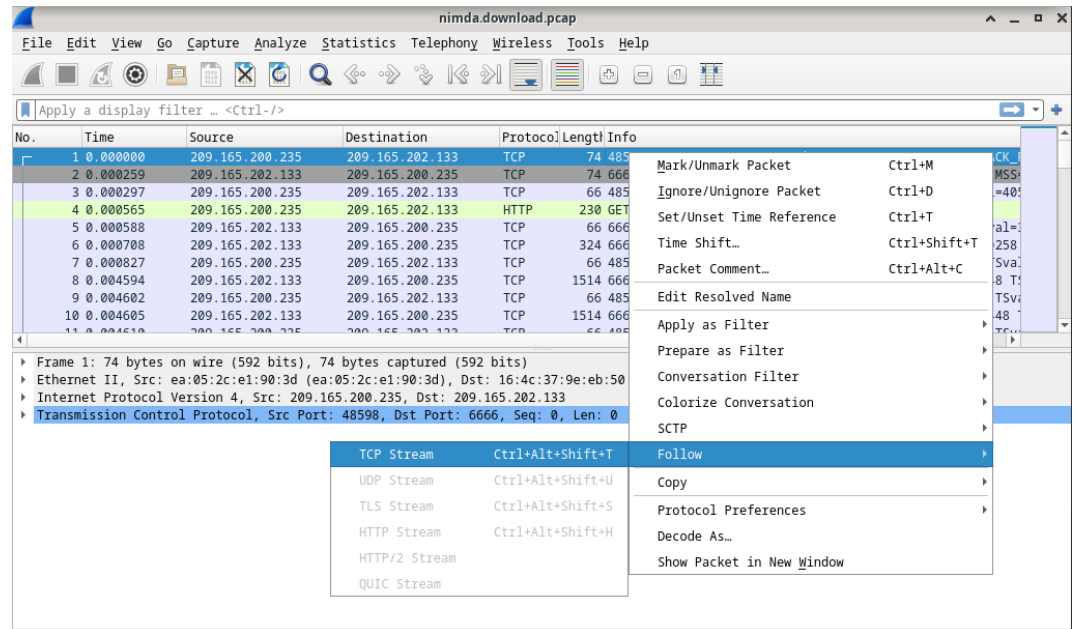 nimda.download.pcap
File Edit View Go Capture Analyze Statistics Telephony Wireless Tools Help
Apply a display filter … <Ctrl-/>
No. Time Source Destination Protocol Length Info
1 0.000000 209.165.200.235 209.165.202.133 TCP 74 485
2 0.000259 209.165.202.133 209.165.200.235 TCP 74 666 MSS=
3 0.000297 209.165.200.235 209.165.202.133 TCP 66 485 =405
4 0.000565 209.165.200.235 209.165.202.133 HTTP 230 GET
5 0.000588 209.165.202.133 209.165.200.235 TCP 66 666
6 0.000708 209.165.202.133 209.165.200.235 TCP 324 666 258
7 0.000827 209.165.200.235 209.165.202.133 TCP 66 485
8 0.004594 209.165.202.133 209.165.200.235 TCP 1514 666
9 0.004602 209.165.200.235 209.165.202.133 TCP 66 485
10 0.004605 209.165.202.133 209.165.200.235 TCP 1514 666
Mark/Unmark Packet Ctrl+M
Ignore/Unignore Packet Ctrl+D
Set/Unset Time Reference Ctrl+T
Time Shift… Ctrl+Shift+T
Packet Comment… Ctrl+Alt+C
Edit Resolved Name
Apply as Filter
Prepare as Filter
Conversation Filter
Colorize Conversation
SCTP
Follow
Copy
Protocol Preferences
Decode As…
Show Packet in New Window
Frame 1: 74 bytes on wire (592 bits), 74 bytes captured (592 bits)
Ethernet II, Src: ea:05:2c:e1:90:3d (ea:05:2c:e1:90:3d), Dst: 16:4c:37:9e:eb:50
Internet Protocol Version 4, Src: 209.165.200.235, Dst: 209.165.202.133
Transmission Control Protocol, Src Port: 48598, Dst Port: 6666, Seq: 0, Len: 0
TCP Stream Ctrl+Alt+Shift+T
UDP Stream Ctrl+Alt+Shift+U
TLS Stream Ctrl+Alt+Shift+S
HTTP Stream Ctrl+Alt+Shift+H
HTTP/2 Stream
QUIC Stream